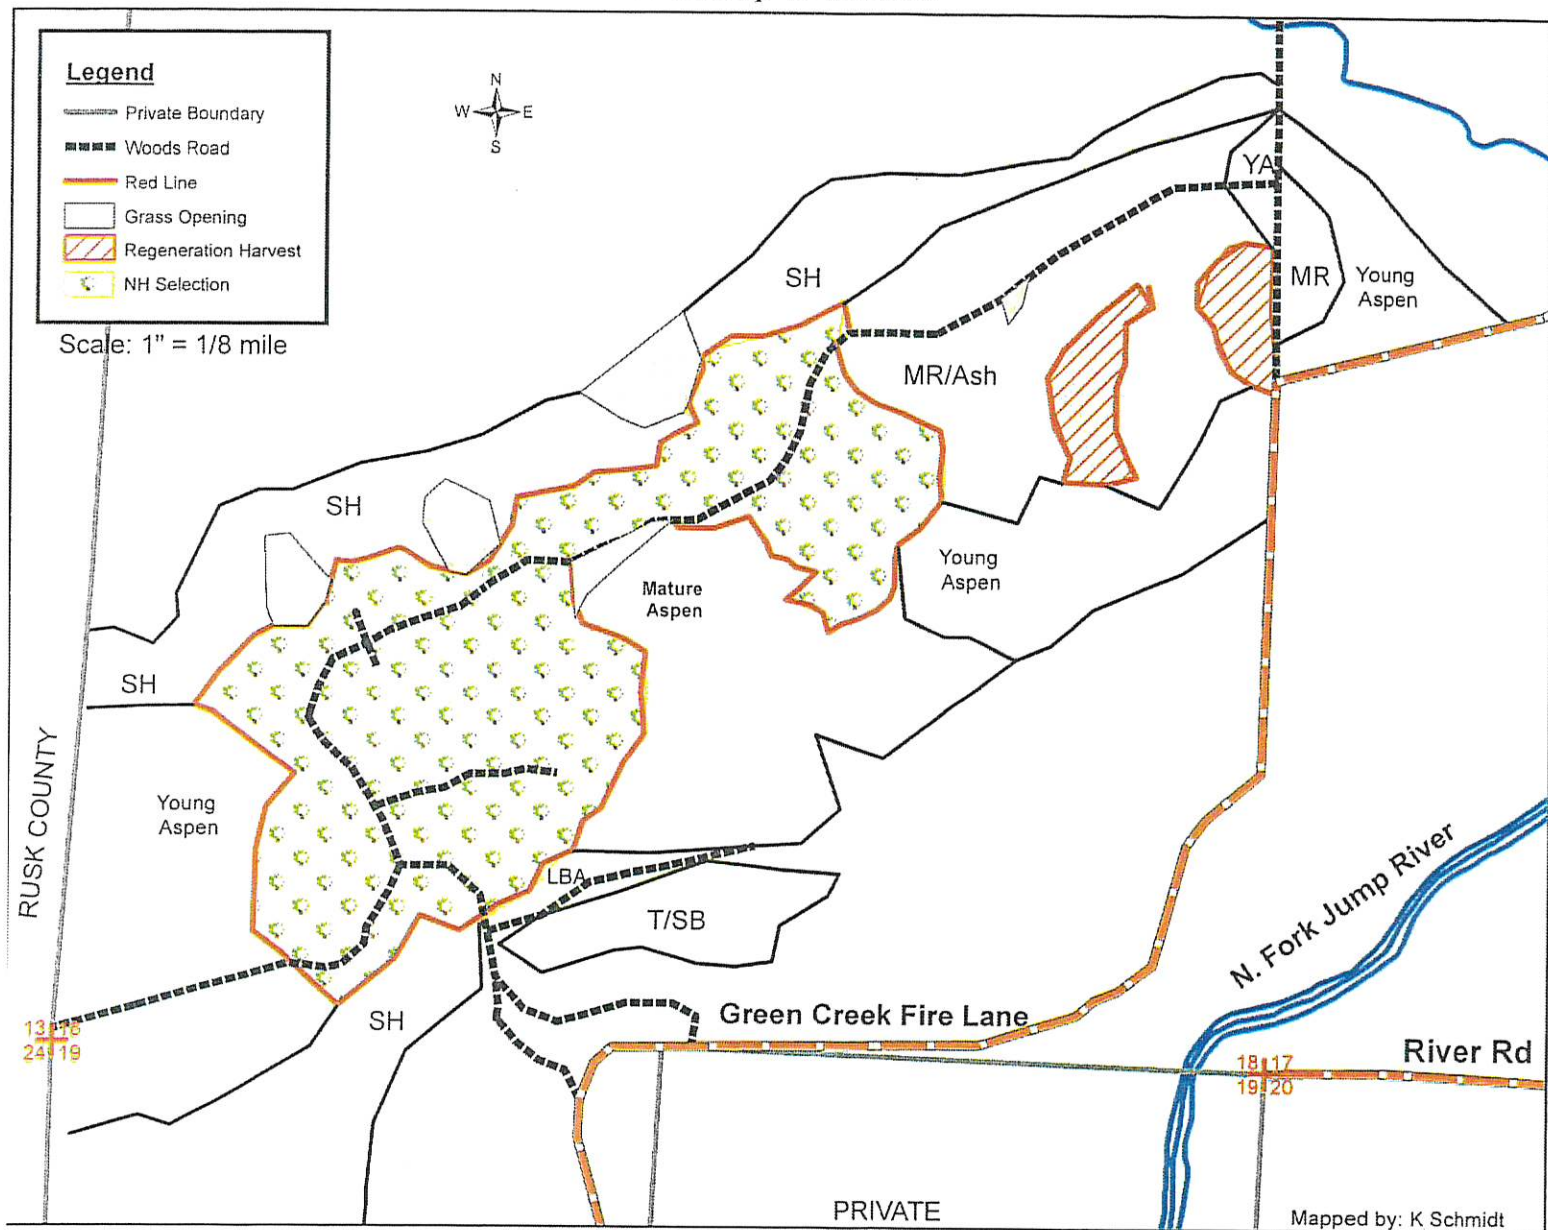 Legend
Private Boundary
Woods Road
Red Line
Grass Opening
Regeneration Harvest
NH Selection
Scale: 1" = 1/8 mile
N
W E
S
YA
SH
MR
Young
Aspen
MR/Ash
SH
Young
Aspen
Mature
Aspen
SH
RUSK COUNTY
Young
Aspen
LBA
T/SB
N. Fork Jump River
SH
Green Creek Fire Lane
13 18
24 19
River Rd
18 17
19 20
PRIVATE
Mapped by: K Schmidt